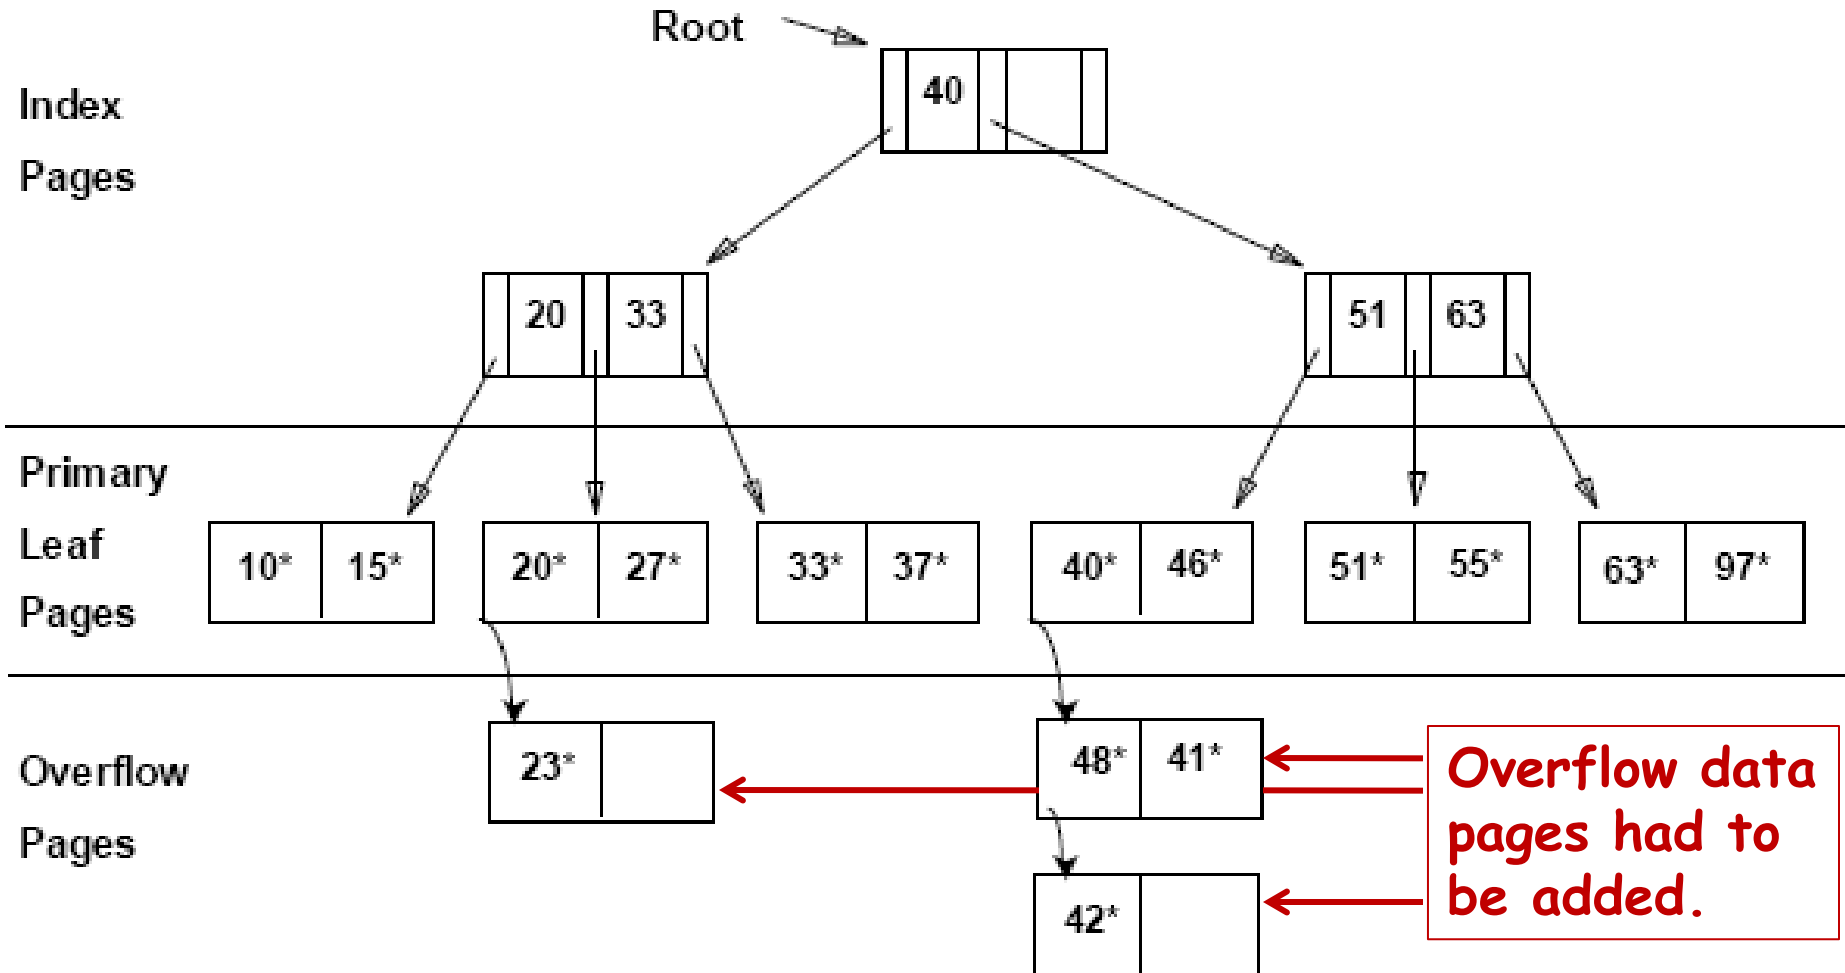 Root
Index
Pages
40
20 33
51 63
Primary
Leaf
Pages
10* 15*
20* 27*
33* 37*
40* 46*
51* 55*
63* 97*
Overflow
Pages
23*
48* 41*
42*
Overflow data
pages had to
be added.